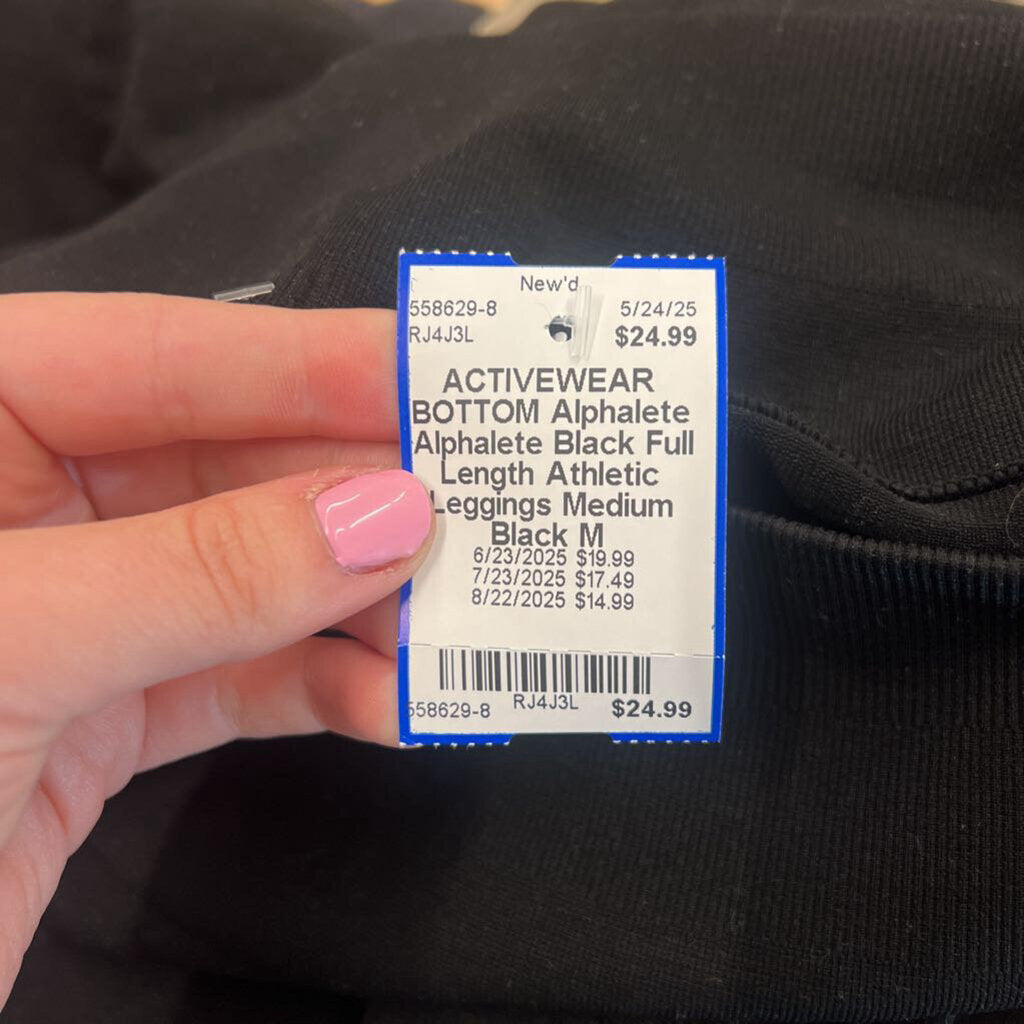 New'd
558629-8 5/24/25
RJ4J3L $24.99
ACTIVEWEAR
BOTTOM Alphalete
Alphalete Black Full
Length Athletic
Leggings Medium
Black M
6/23/2025 $19.99
7/23/2025 $17.49
8/22/2025 $14.99
558629-8 RJ4J3L $24.99